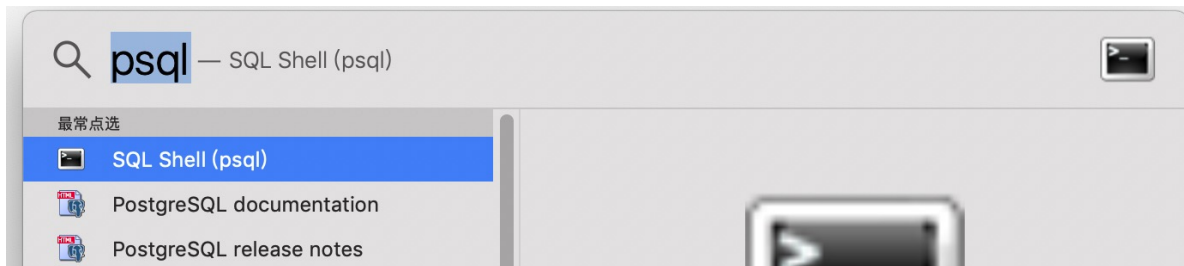 psql — SQL Shell (psql)
最常点选
SQL Shell (psql)
PostgreSQL documentation
PostgreSQL release notes